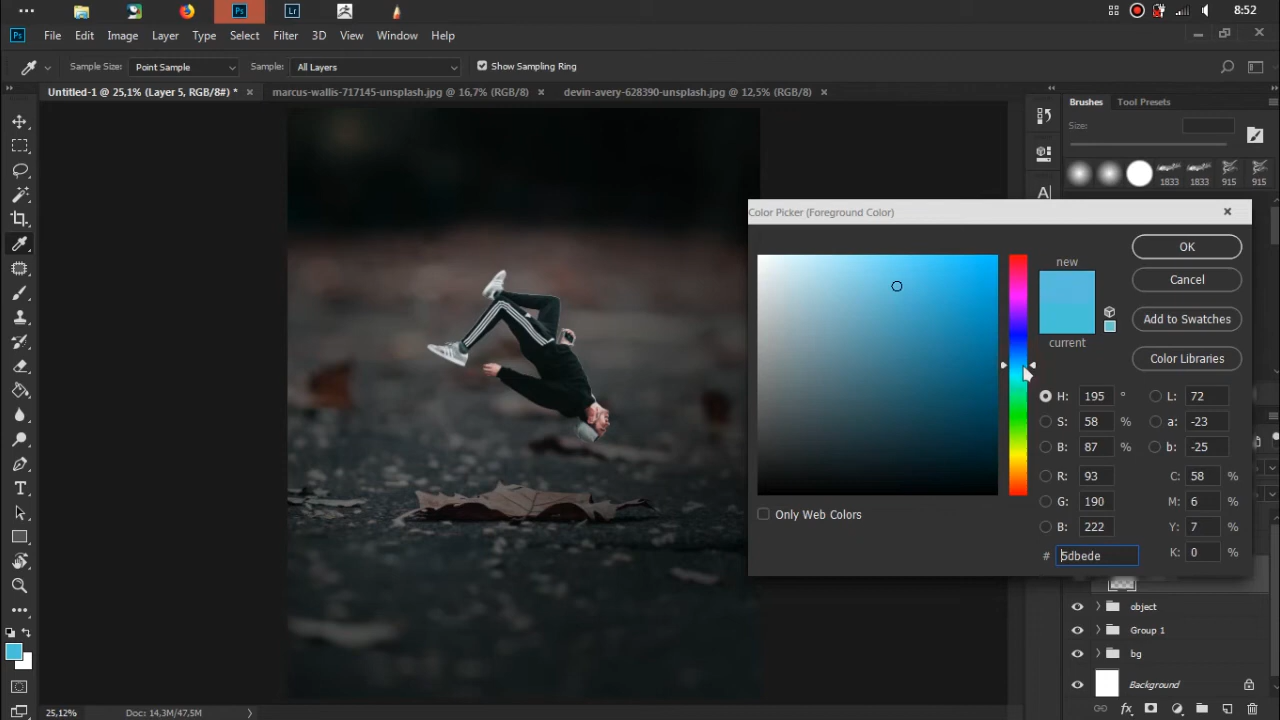 Ps
Lr
8:52
Ps
File Edit Image Layer Type Select Filter 3D View Window Help
Sample Size: Point Sample Sample: All Layers Show Sampling Ring
Untitled-1 @ 25,1% (Layer 5, RGB/8#) * × marcus-wallis-717145-unsplash.jpg @ 16,7% (RGB/8) × devin-avery-628390-unsplash.jpg @ 12,5% (RGB/8) ×
Brushes Tool Presets
Size:
1833 1833 915 915
Color Picker (Foreground Color)
new
current
OK
Cancel
Add to Swatches
Color Libraries
H: 195 ° L: 72
S: 58 % a: -23
B: 87 % b: -25
R: 93 C: 58 %
G: 190 M: 6 %
B: 222 Y: 7 %
K: 0 %
# 5dbede
Only Web Colors
object
Group 1
bg
Background
fx
25,12% Doc: 14,3M/47,5M